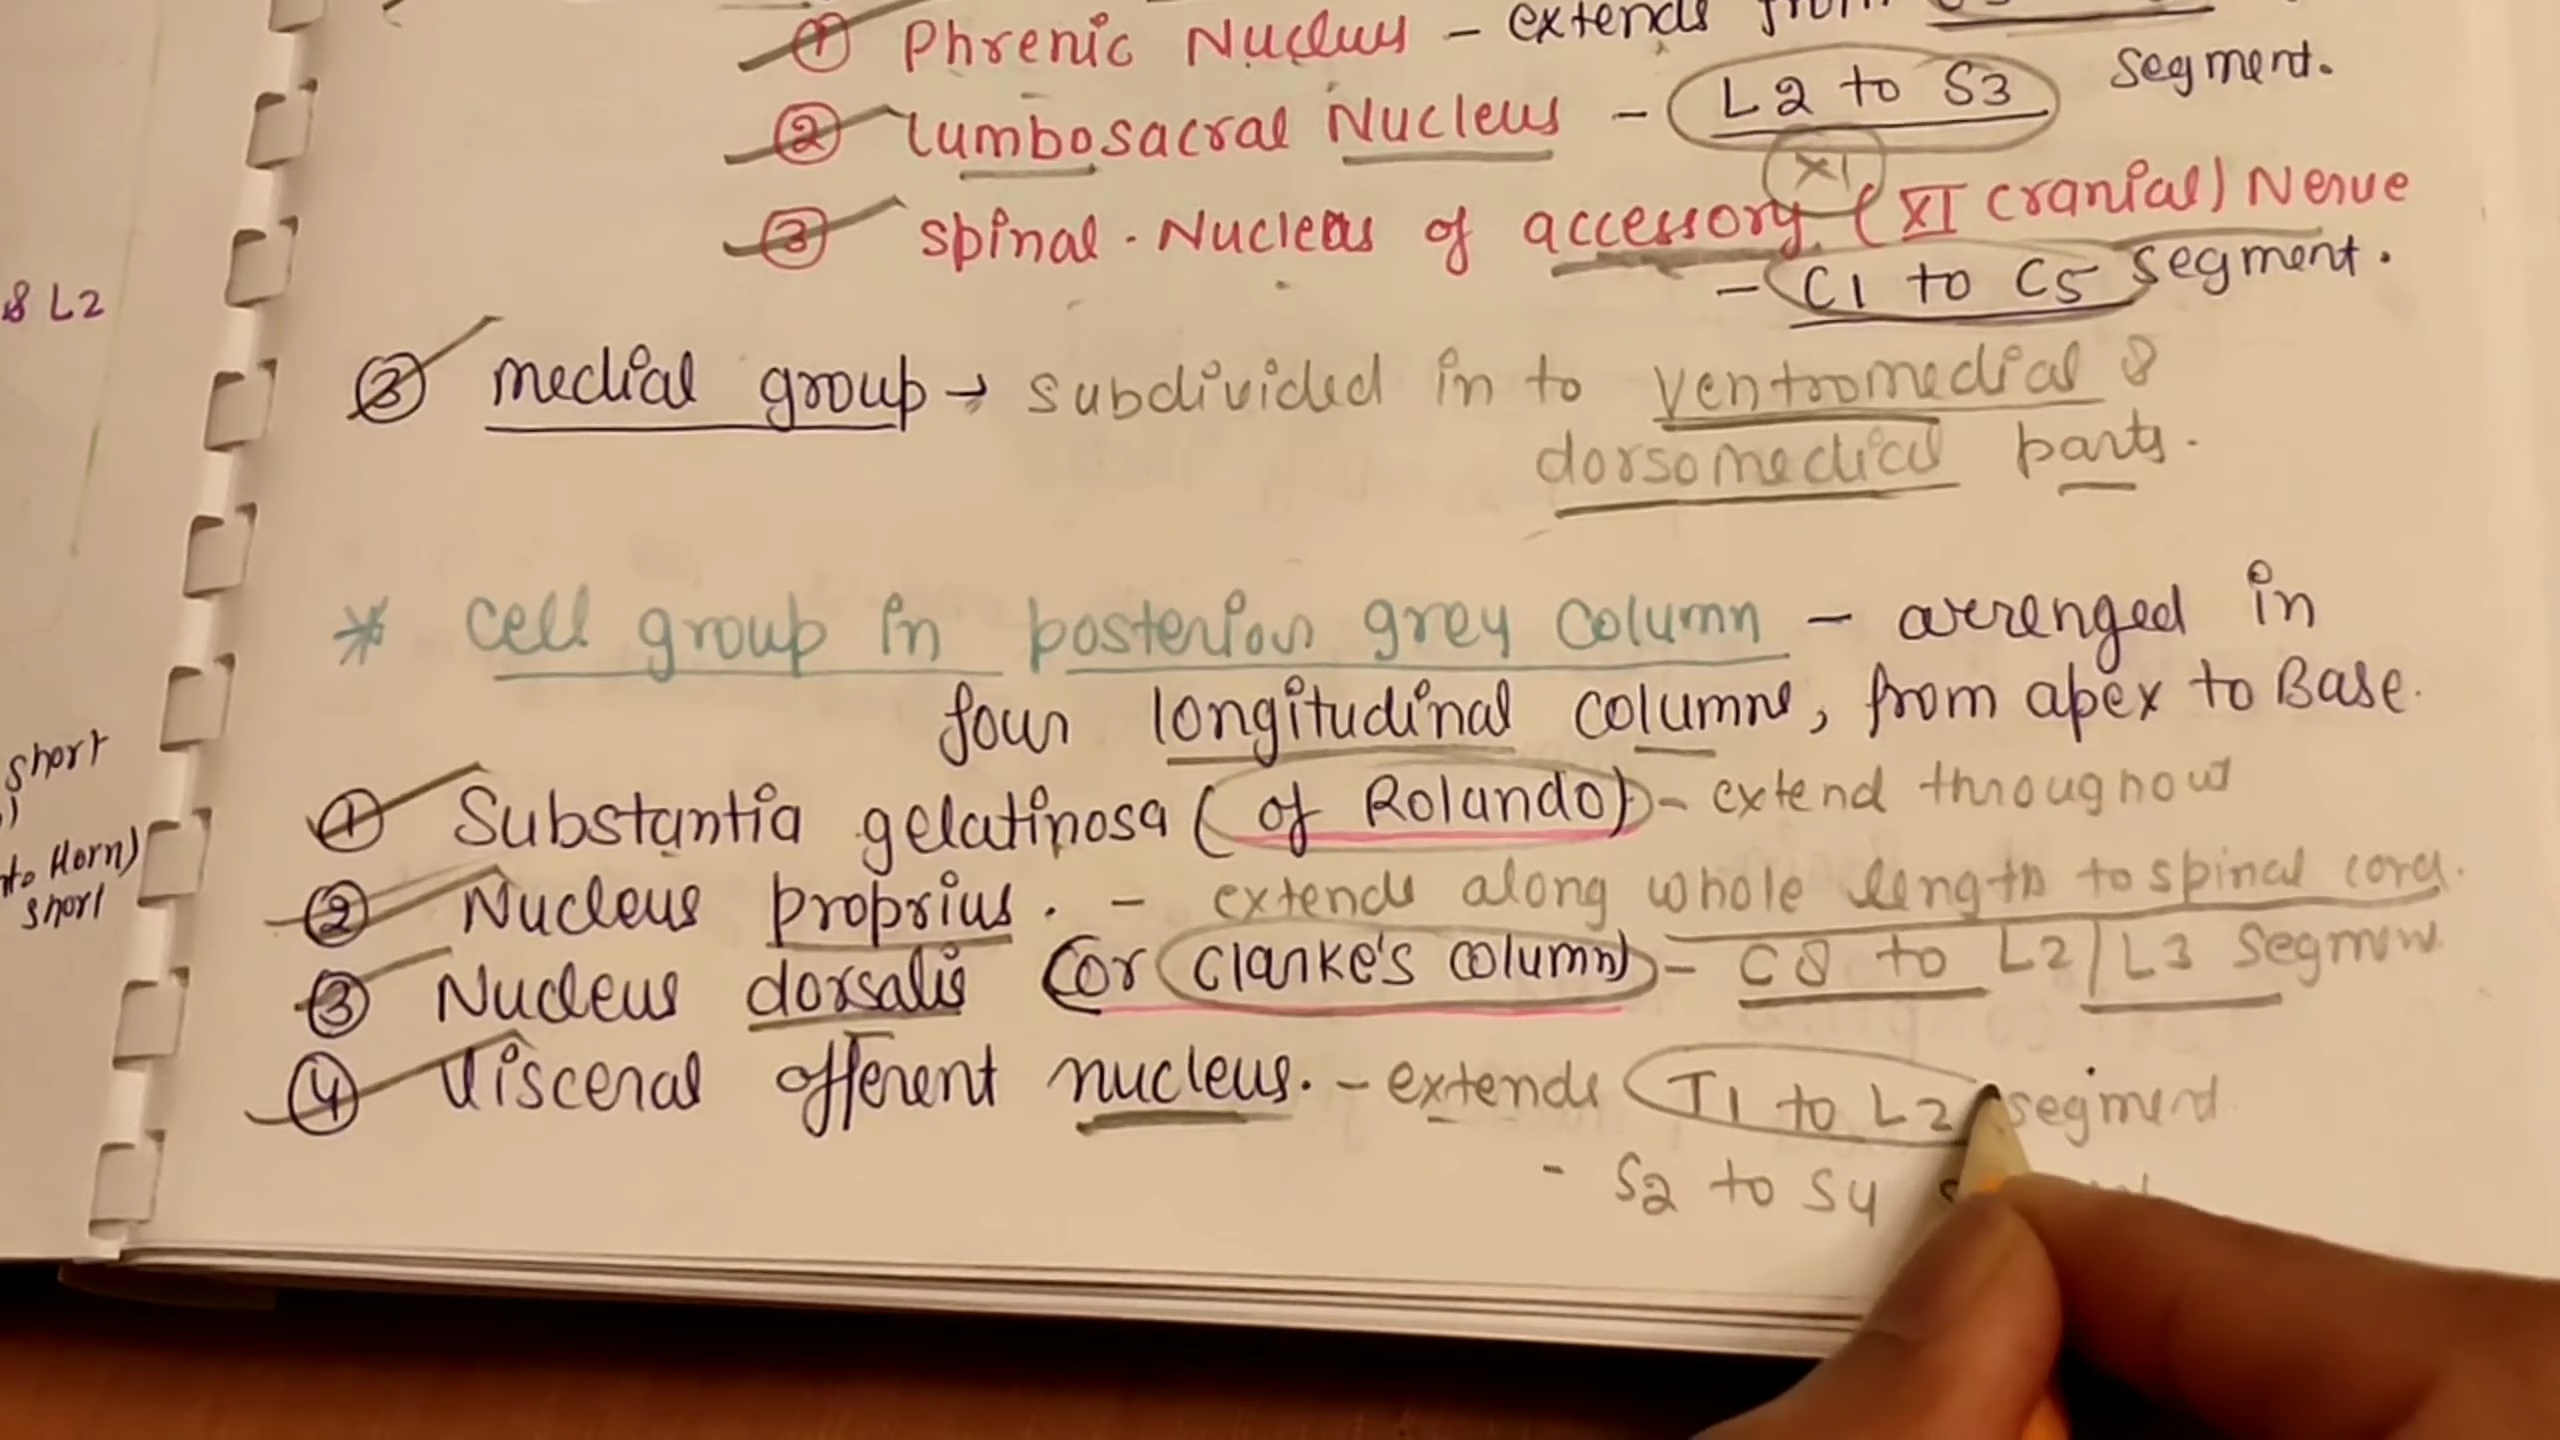 ① Phrenic Nucleus - extends from
segment.
② Lumbosacral Nucleus - L2 to S3
XI
③ Spinal Nucleus of accessory (XI cranial) Nerve
- C1 to C5 segment.
& L2
③ medial group → subdivided in to ventromedial &
dorsomedial parts.
* Cell group in posterior grey column - arrenged in
four longitudinal columns, from apex to Base.
short
① Substantia gelatinosa (of Rolando) - extend throughout
Horn)
short
② Nucleus proprius. - extends along whole length to spinal cord.
③ Nucleus dorsalis (or Clarke's column) - C8 to L2/L3 segment
④ Visceral afferent nucleus. - extends T1 to L2 segment
- S2 to S4